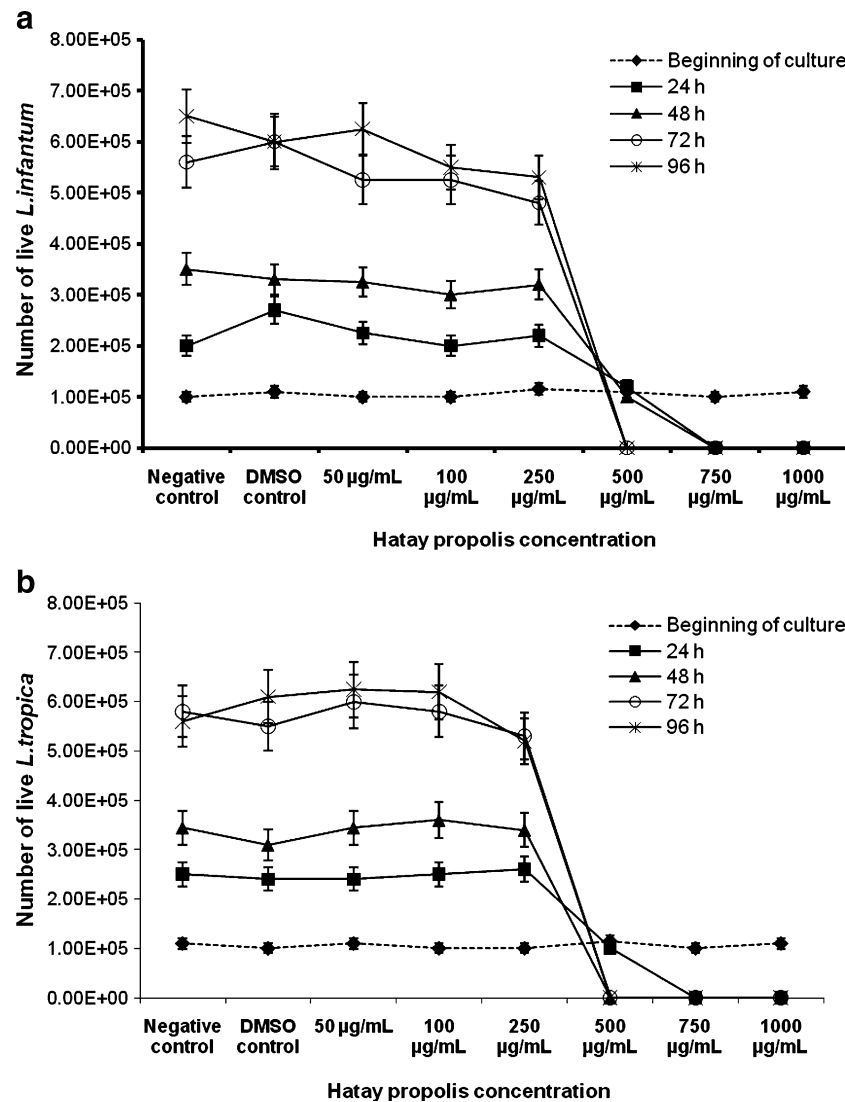 a
8.00E+05
7.00E+05
6.00E+05
5.00E+05
4.00E+05
3.00E+05
2.00E+05
1.00E+05
0.00E+00
Number of live L.infantum
Beginning of culture
24 h
48 h
72 h
96 h
Negative control
DMSO control
50 µg/mL
100 µg/mL
250 µg/mL
500 µg/mL
750 µg/mL
1000 µg/mL
Hatay propolis concentration
b
8.00E+05
7.00E+05
6.00E+05
5.00E+05
4.00E+05
3.00E+05
2.00E+05
1.00E+05
0.00E+00
Number of live L.tropica
Beginning of culture
24 h
48 h
72 h
96 h
Negative control
DMSO control
50 µg/mL
100 µg/mL
250 µg/mL
500 µg/mL
750 µg/mL
1000 µg/mL
Hatay propolis concentration